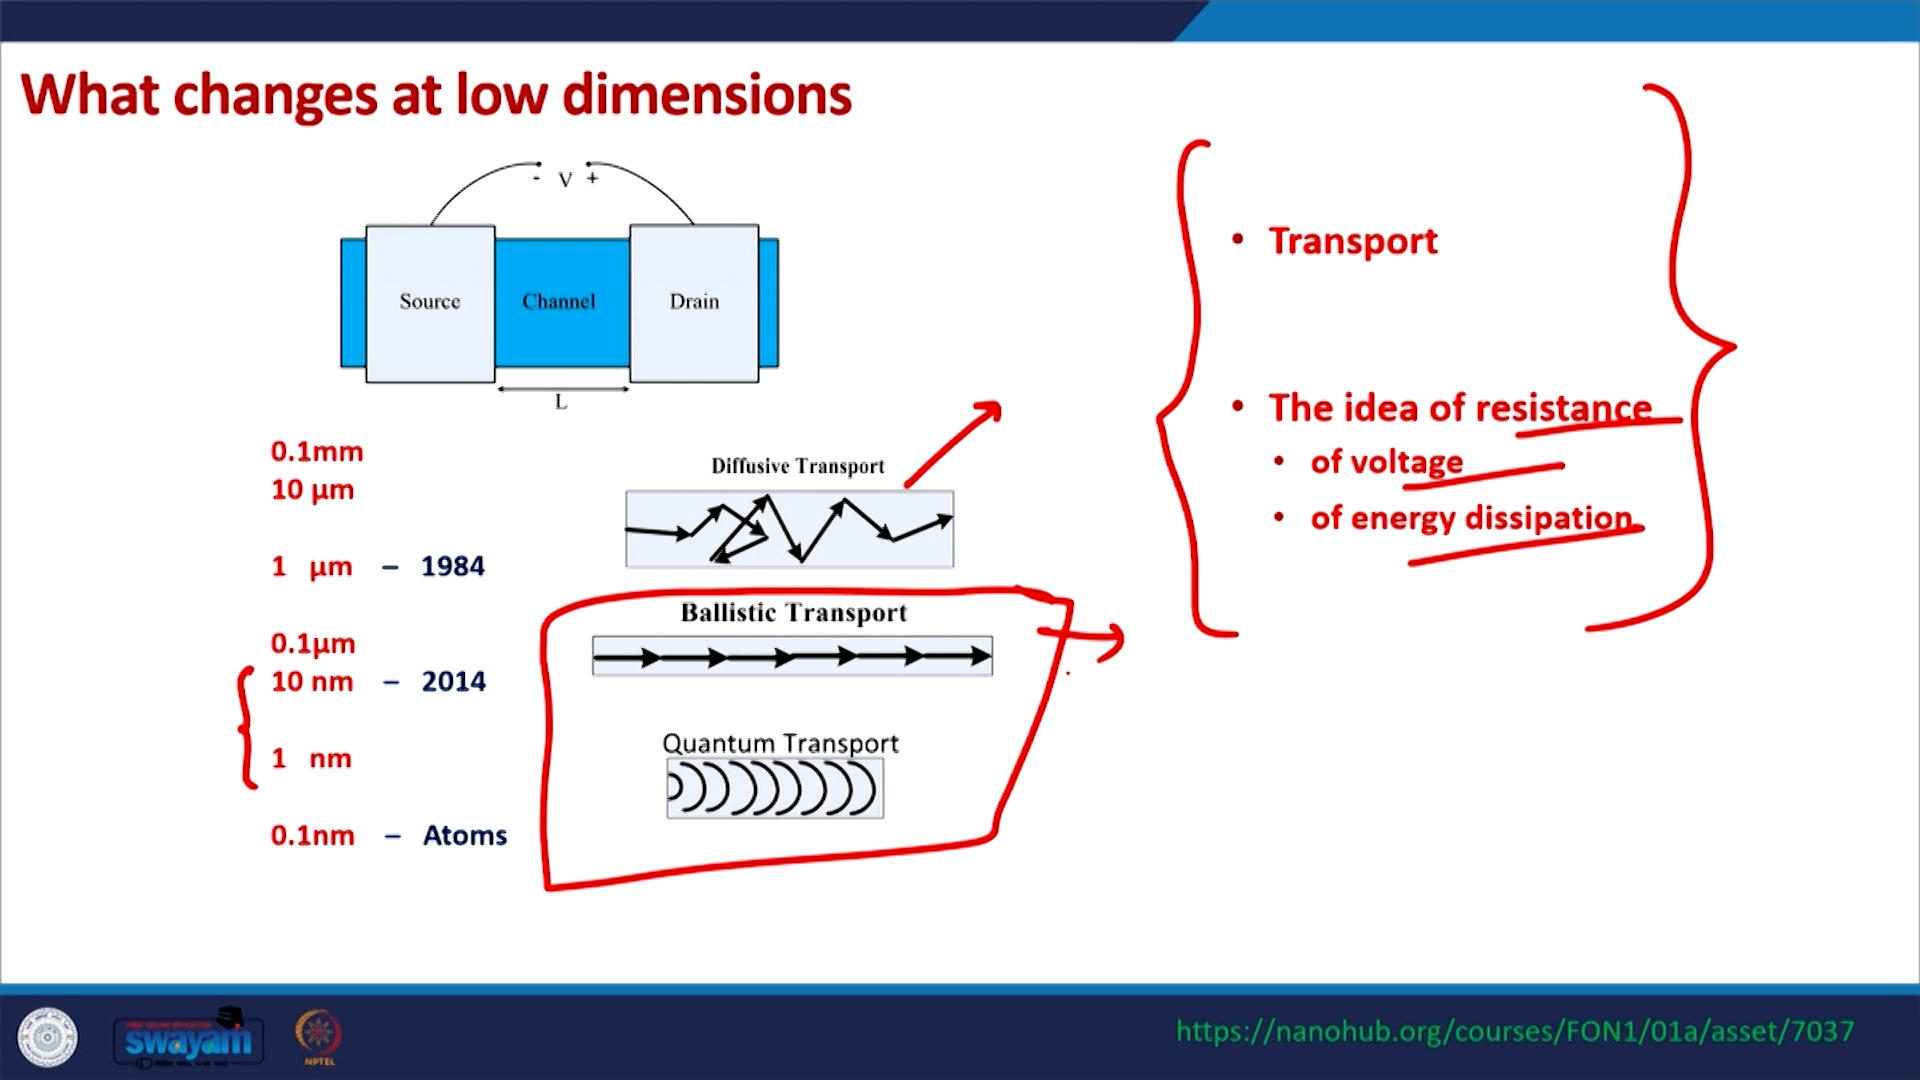 What changes at low dimensions
- V +
Source
Channel
Drain
L
0.1mm
10 µm
1 µm – 1984
0.1µm
10 nm – 2014
1 nm
0.1nm – Atoms
Diffusive Transport
Ballistic Transport
Quantum Transport
• Transport
• The idea of resistance
• of voltage
• of energy dissipation
swayam
NPTEL
https://nanohub.org/courses/FON1/01a/asset/7037